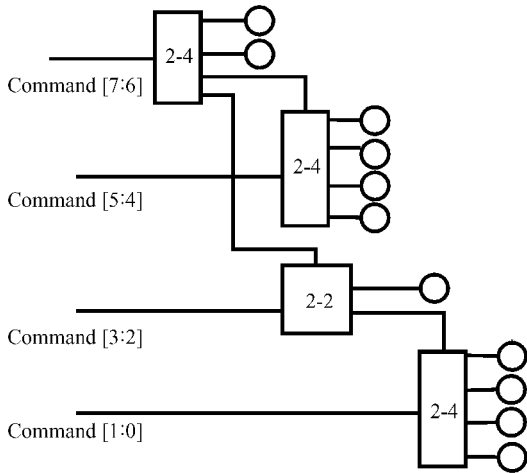 2-4
Command [7:6]
2-4
Command [5:4]
2-2
Command [3:2]
2-4
Command [1:0]